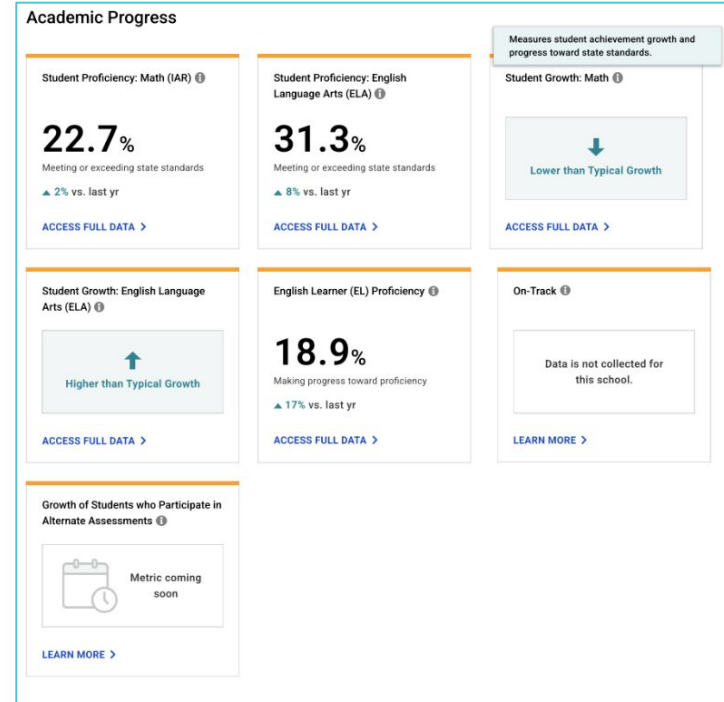 Academic Progress
Measures student achievement growth and
progress toward state standards.
Student Proficiency: Math (IAR)
22.7%
Meeting or exceeding state standards
▲ 2% vs. last yr
ACCESS FULL DATA >
Student Proficiency: English
Language Arts (ELA)
31.3%
Meeting or exceeding state standards
▲ 8% vs. last yr
ACCESS FULL DATA >
Student Growth: Math
Lower than Typical Growth
ACCESS FULL DATA >
Student Growth: English Language
Arts (ELA)
Higher than Typical Growth
ACCESS FULL DATA >
English Learner (EL) Proficiency
18.9%
Making progress toward proficiency
▲ 17% vs. last yr
ACCESS FULL DATA >
On-Track
Data is not collected for
this school.
LEARN MORE >
Growth of Students who Participate in
Alternate Assessments
Metric coming
soon
LEARN MORE >